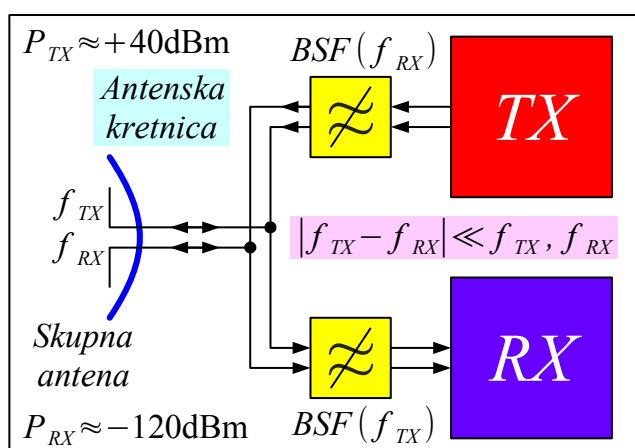 P_TX ≈ +40dBm
BSF(f_RX)
Antenska
kretnica
TX
f_TX
f_RX
|f_TX − f_RX| ≪ f_TX, f_RX
Skupna
antena
RX
P_RX ≈ −120dBm
BSF(f_TX)